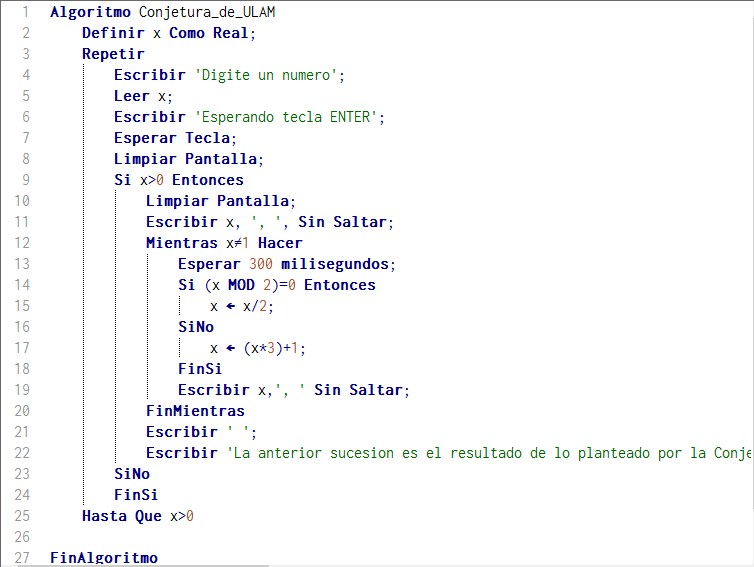 1 Algoritmo Conjetura_de_ULAM
2 Definir x Como Real;
3 Repetir
4 Escribir 'Digite un numero';
5 Leer x;
6 Escribir 'Esperando tecla ENTER';
7 Esperar Tecla;
8 Limpiar Pantalla;
9 Si x>0 Entonces
10 Limpiar Pantalla;
11 Escribir x, ', ', Sin Saltar;
12 Mientras x≠1 Hacer
13 Esperar 300 milisegundos;
14 Si (x MOD 2)=0 Entonces
15 x ← x/2;
16 SiNo
17 x ← (x*3)+1;
18 FinSi
19 Escribir x,', ' Sin Saltar;
20 FinMientras
21 Escribir ' ';
22 Escribir 'La anterior sucesion es el resultado de lo planteado por la Conje
23 SiNo
24 FinSi
25 Hasta Que x>0
26
27 FinAlgoritmo